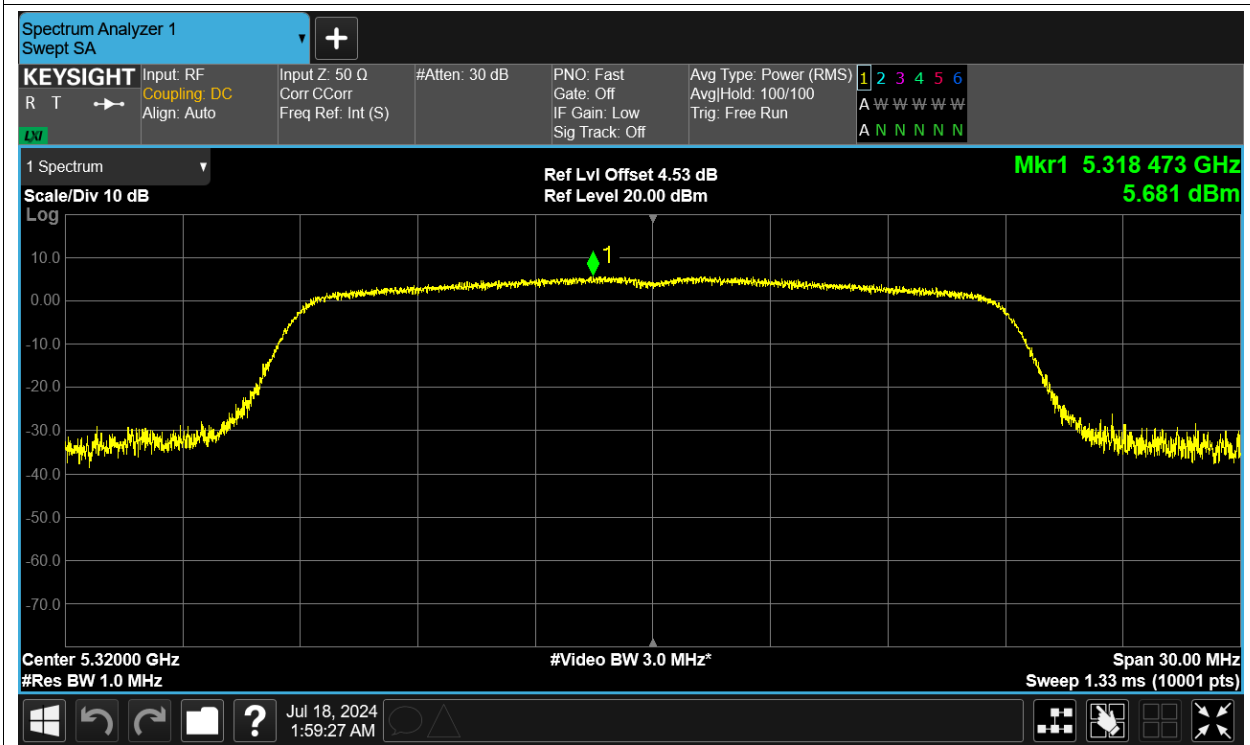 Spectrum Analyzer 1
Swept SA
KEYSIGHT
R T
LXI
Input: RF
Coupling: DC
Align: Auto
Input Z: 50 Ω
Corr CCorr
Freq Ref: Int (S)
#Atten: 30 dB
PNO: Fast
Gate: Off
IF Gain: Low
Sig Track: Off
Avg Type: Power (RMS)
Avg|Hold: 100/100
Trig: Free Run
1 2 3 4 5 6
A W W W W W
A N N N N N
1 Spectrum
Scale/Div 10 dB
Log
Ref Lvl Offset 4.53 dB
Ref Level 20.00 dBm
Mkr1 5.318 473 GHz
5.681 dBm
1
10.0
0.00
-10.0
-20.0
-30.0
-40.0
-50.0
-60.0
-70.0
Center 5.32000 GHz
#Res BW 1.0 MHz
#Video BW 3.0 MHz*
Span 30.00 MHz
Sweep 1.33 ms (10001 pts)
?
Jul 18, 2024
1:59:27 AM